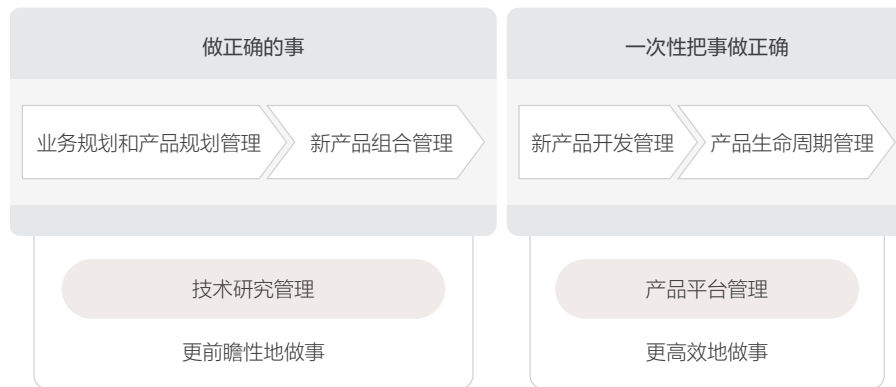 做正确的事
一次性把事做正确
业务规划和产品规划管理
新产品组合管理
新产品开发管理
产品生命周期管理
技术研究管理
产品平台管理
更前瞻性地做事
更高效地做事